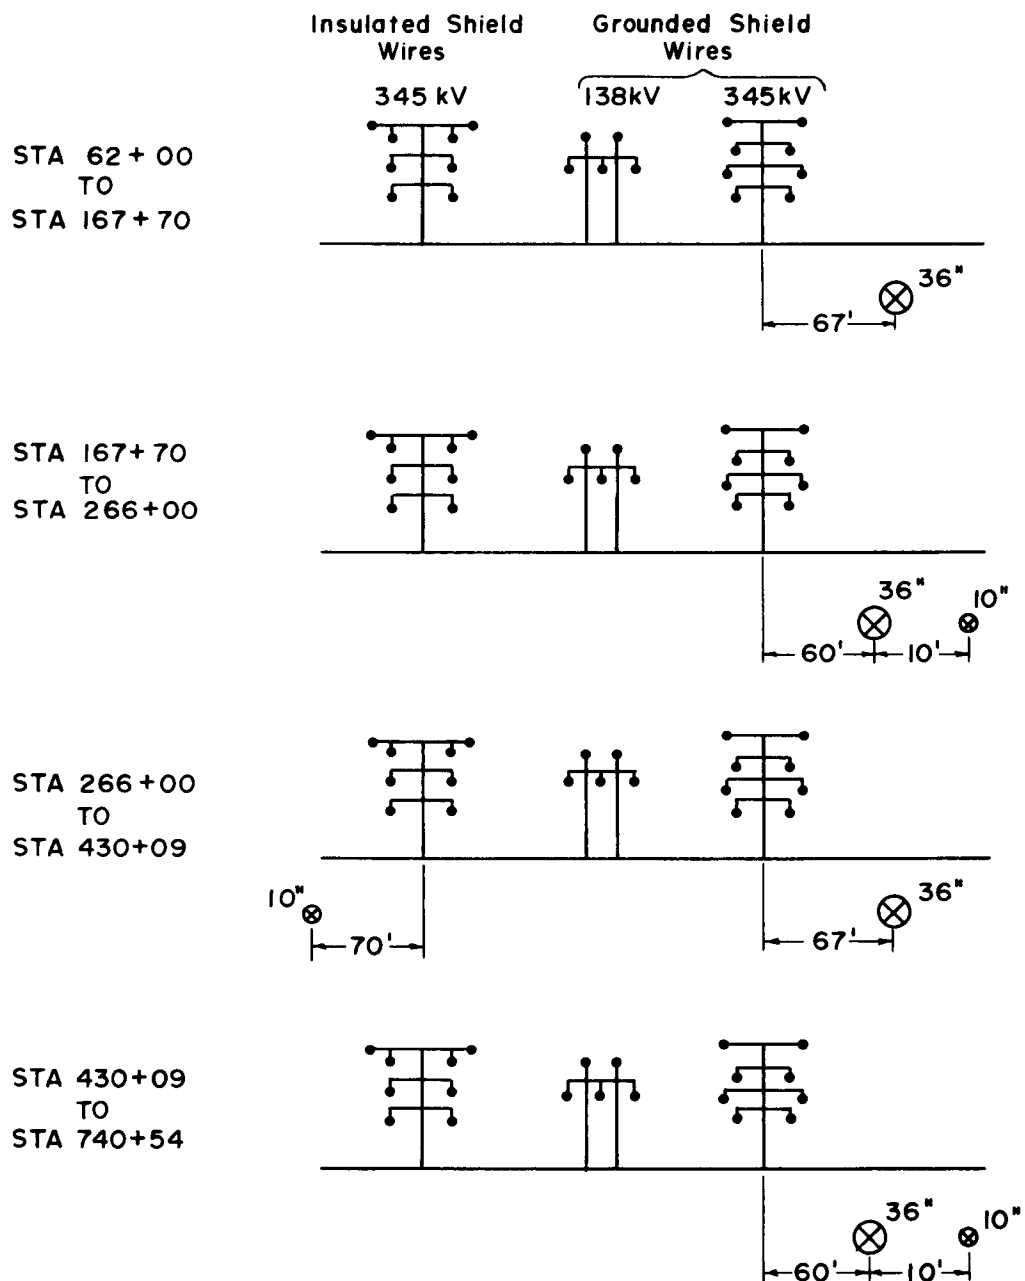 Insulated Shield
Wires
Grounded Shield
Wires
345 kV
138kV
345kV
STA 62+00
TO
STA 167+70
36"
67'
STA 167+70
TO
STA 266+00
36"
10"
60'
10'
STA 266+00
TO
STA 430+09
10"
70'
36"
67'
STA 430+09
TO
STA 740+54
36"
10"
60'
10'